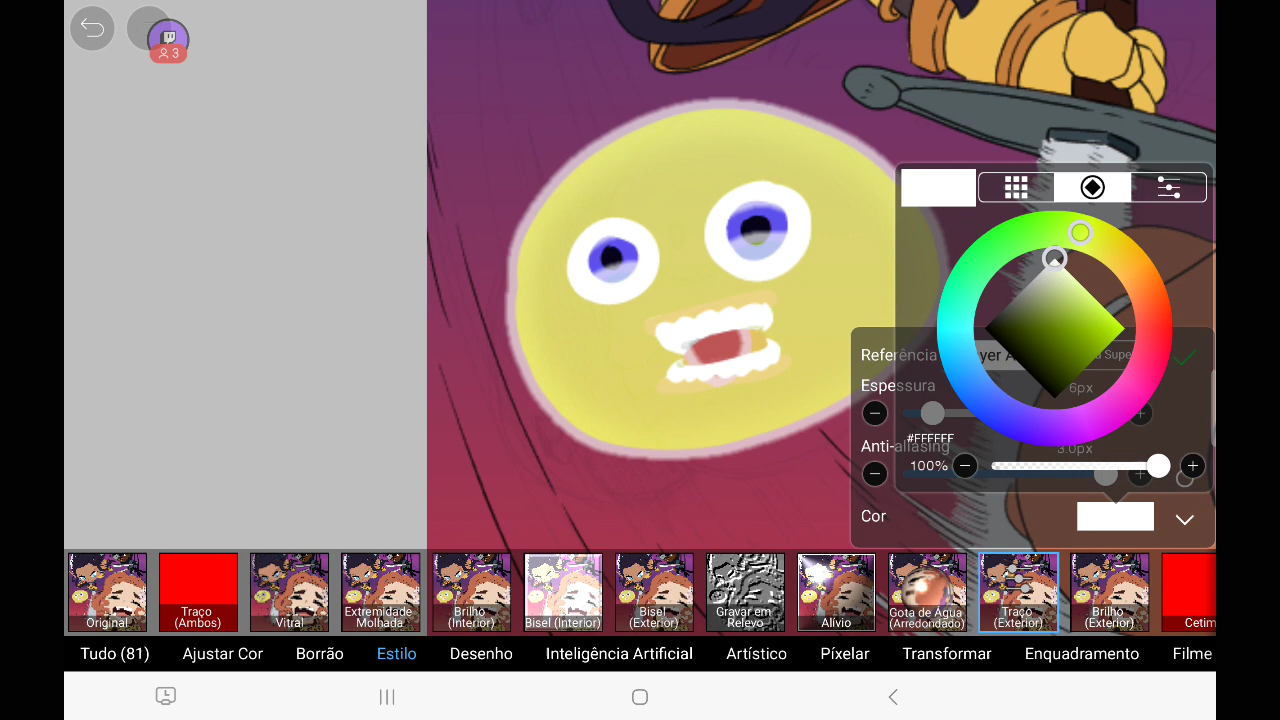 3
Referência
Espessura
6px
#FFFFFF
Anti-aliasing
3.0px
100%
Cor
Original
Traço
(Ambos)
Vitral
Extremidade
Molhada
Brilho
(Interior)
Bisel (Interior)
Bisel
(Exterior)
Gravar em
Relevo
Alívio
Gota de Água
(Arredondado)
Traço
(Exterior)
Brilho
(Exterior)
Cetim
Tudo (81) Ajustar Cor Borrão Estilo Desenho Inteligência Artificial Artístico Píxelar Transformar Enquadramento Filme